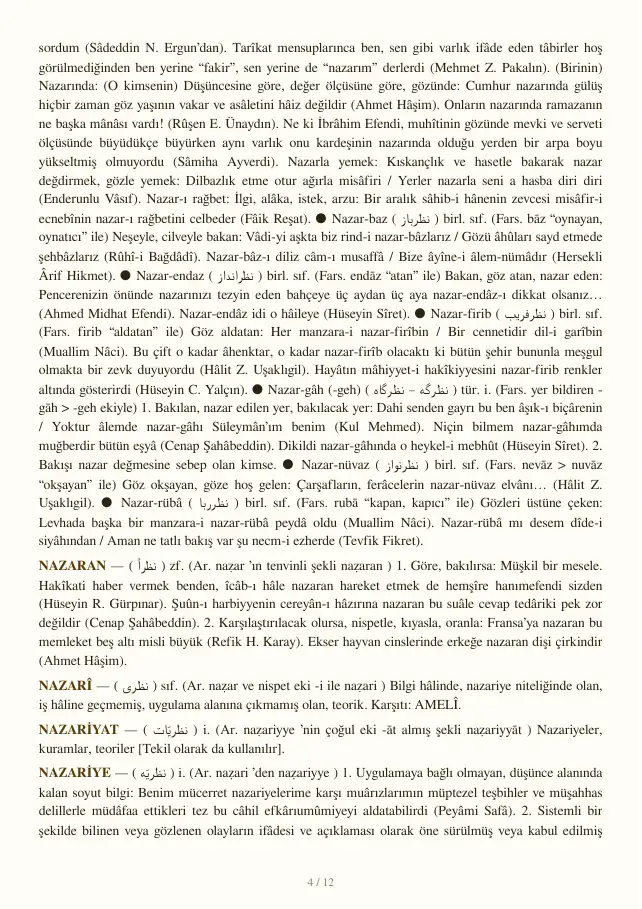 sordum (Sâdeddin N. Ergun’dan). Tarîkat mensuplarınca ben, sen gibi varlık ifâde eden tâbirler hoş
görülmediğinden ben yerine “fakir”, sen yerine de “nazarım” derlerdi (Mehmet Z. Pakalın). (Birinin)
Nazarında: (O kimsenin) Düşüncesine göre, değer ölçüsüne göre, gözünde: Cumhur nazarında gülüş
hiçbir zaman göz yaşının vakar ve asâletini hâiz değildir (Ahmet Hâşim). Onların nazarında ramazanın
ne başka mânâsı vardı! (Rûşen E. Ünaydın). Ne ki İbrâhim Efendi, muhîtinin gözünde mevki ve serveti
ölçüsünde büyüdükçe büyürken aynı varlık onu kardeşinin nazarında olduğu yerden bir arpa boyu
yükseltmiş olmuyordu (Sâmiha Ayverdi). Nazarla yemek: Kıskançlık ve hasetle bakarak nazar
değdirmek, gözle yemek: Dilbazlık etme otur ağırla misâfiri / Yerler nazarla seni a hasba diri diri
(Enderunlu Vâsıf). Nazar-ı rağbet: İlgi, alâka, istek, arzu: Bir aralık sâhib-i hânenin zevcesi misâfir-i
ecnebînin nazar-ı rağbetini celbeder (Fâik Reşat). ● Nazar-baz ( نظرباز ) birl. sıf. (Fars. bāz “oynayan,
oynatıcı” ile) Neşeyle, cilveyle bakan: Vâdi-yi aşkta biz rind-i nazar-bâzlarız / Gözü âhûları sayd etmede
şehbâzlarız (Rûhî-i Bağdâdî). Nazar-bâz-ı diliz câm-ı musaffâ / Bize âyîne-i âlem-nümâdır (Hersekli
Ârif Hikmet). ● Nazar-endaz ( نظرانداز ) birl. sıf. (Fars. endāz “atan” ile) Bakan, göz atan, nazar eden:
Pencerenizin önünde nazarınızı tezyin eden bahçeye üç aydan üç aya nazar-endâz-ı dikkat olsanız…
(Ahmed Midhat Efendi). Nazar-endâz idi o hâileye (Hüseyin Sîret). ● Nazar-firib ( نظرفریب ) birl. sıf.
(Fars. firib “aldatan” ile) Göz aldatan: Her manzara-i nazar-firîbin / Bir cennetidir dil-i garîbin
(Muallim Nâci). Bu çift o kadar âhenktar, o kadar nazar-firîb olacaktı ki bütün şehir bununla meşgul
olmakta bir zevk duyuyordu (Hâlit Z. Uşaklıgil). Hayâtın mâhiyyet-i hakîkiyyesini nazar-firib renkler
altında gösterirdi (Hüseyin C. Yalçın). ● Nazar-gâh (-geh) ( نظرگاه – نظرگه ) tür. i. (Fars. yer bildiren -
gāh > -geh ekiyle) 1. Bakılan, nazar edilen yer, bakılacak yer: Dahi senden gayrı bu ben âşık-ı biçârenin
/ Yoktur âlemde nazar-gâhı Süleymân’ım benim (Kul Mehmed). Niçin bilmem nazar-gâhımda
muğberdir bütün eşyâ (Cenap Şahâbeddin). Dikildi nazar-gâhında o heykel-i mebhût (Hüseyin Sîret). 2.
Bakışı nazar değmesine sebep olan kimse. ● Nazar-nüvaz ( نظرنواز ) birl. sıf. (Fars. nevāz > nuvāz
“okşayan” ile) Göz okşayan, göze hoş gelen: Çarşafların, ferâcelerin nazar-nüvaz elvânı… (Hâlit Z.
Uşaklıgil). ● Nazar-rübâ ( نظرربا ) birl. sıf. (Fars. rubā “kapan, kapıcı” ile) Gözleri üstüne çeken:
Levhada başka bir manzara-i nazar-rübâ peydâ oldu (Muallim Nâci). Nazar-rübâ mı desem dîde-i
siyâhından / Aman ne tatlı bakış var şu necm-i ezherde (Tevfik Fikret).
NAZARAN — ( نظراً ) zf. (Ar. naẓar ’ın tenvinli şekli naẓaran ) 1. Göre, bakılırsa: Müşkil bir mesele.
Hakîkati haber vermek benden, îcâb-ı hâle nazaran hareket etmek de hemşîre hanımefendi sizden
(Hüseyin R. Gürpınar). Şuûn-ı harbiyyenin cereyân-ı hâzırına nazaran bu suâle cevap tedâriki pek zor
değildir (Cenap Şahâbeddin). 2. Karşılaştırılacak olursa, nispetle, kıyasla, oranla: Fransa’ya nazaran bu
memleket beş altı misli büyük (Refik H. Karay). Ekser hayvan cinslerinde erkeğe nazaran dişi çirkindir
(Ahmet Hâşim).
NAZARÎ — ( نظری ) sıf. (Ar. naẓar ve nispet eki -і ile naẓari ) Bilgi hâlinde, nazariye niteliğinde olan,
iş hâline geçmemiş, uygulama alanına çıkmamış olan, teorik. Karşıtı: AMELÎ.
NAZARİYAT — ( نظریّات ) i. (Ar. naẓariyye ’nin çoğul eki -āt almış şekli naẓariyyāt ) Nazariyeler,
kuramlar, teoriler [Tekil olarak da kullanılır].
NAZARİYE — ( نظریّه ) i. (Ar. naẓari ’den naẓariyye ) 1. Uygulamaya bağlı olmayan, düşünce alanında
kalan soyut bilgi: Benim mücerret nazariyelerime karşı muârızlarımın müptezel teşbihler ve müşahhas
delillerle müdâfaa ettikleri tez bu câhil efkârıumûmiyeyi aldatabilirdi (Peyâmi Safâ). 2. Sistemli bir
şekilde bilinen veya gözlenen olayların ifâdesi ve açıklaması olarak öne sürülmüş veya kabul edilmiş
4 / 12